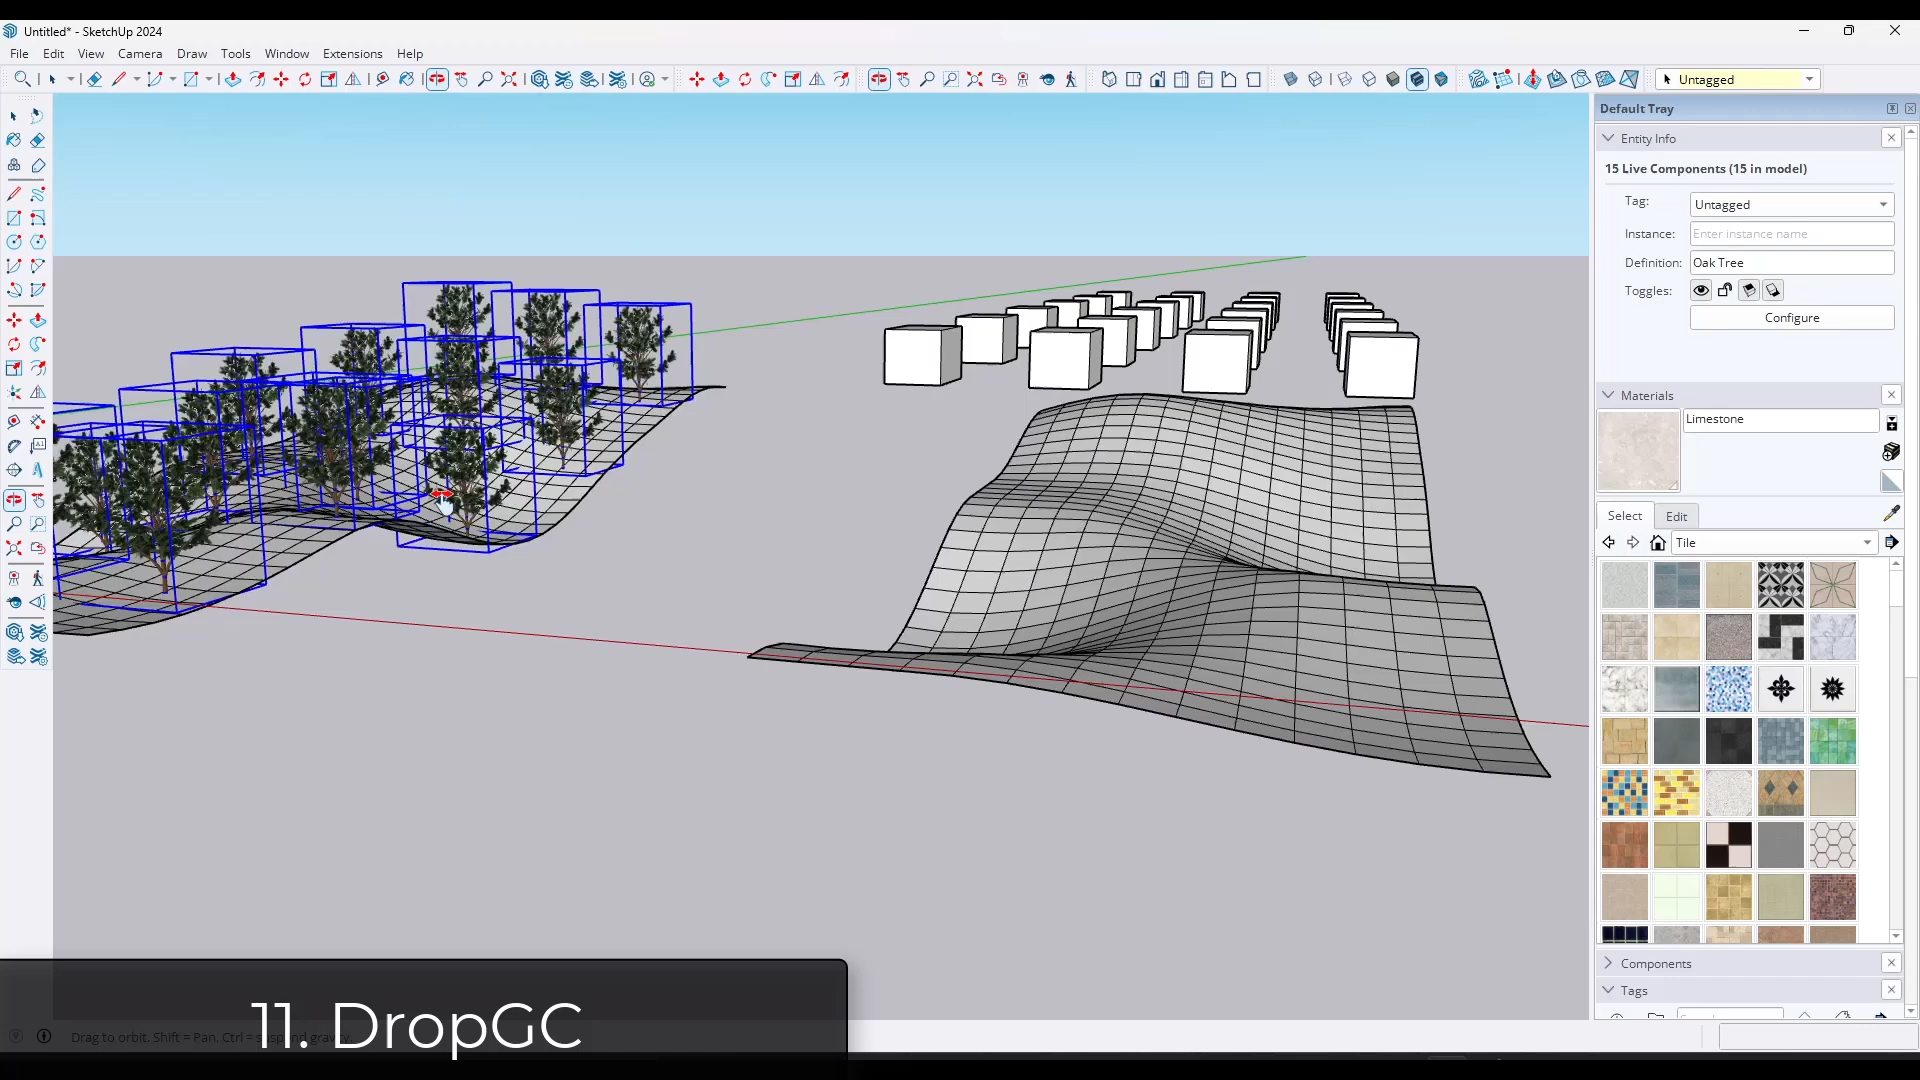 Untitled* - SketchUp 2024
File Edit View Camera Draw Tools Window Extensions Help
Untagged
Default Tray
Entity Info
15 Live Components (15 in model)
Tag: Untagged
Instance: Enter instance name
Definition: Oak Tree
Toggles:
Configure
Materials
Limestone
Select Edit
Tile
Components
Tags
11. DropGC
Drag to orbit. Shift = Pan, Ctrl =